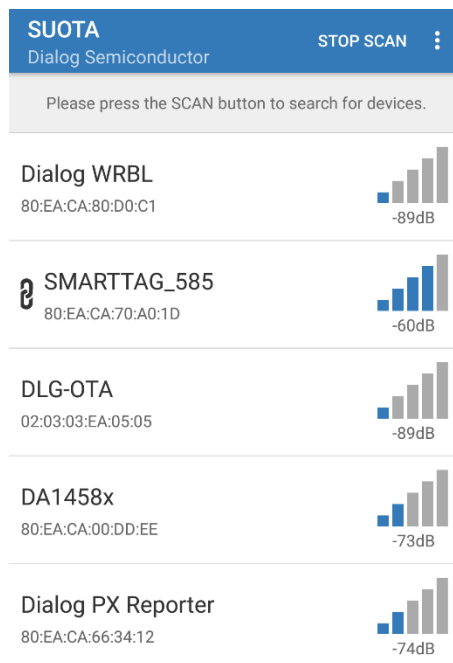 SUOTA
Dialog Semiconductor
STOP SCAN
Please press the SCAN button to search for devices.
Dialog WRBL
80:EA:CA:80:D0:C1
-89dB
SMARTTAG_585
80:EA:CA:70:A0:1D
-60dB
DLG-OTA
02:03:03:EA:05:05
-89dB
DA1458x
80:EA:CA:00:DD:EE
-73dB
Dialog PX Reporter
80:EA:CA:66:34:12
-74dB